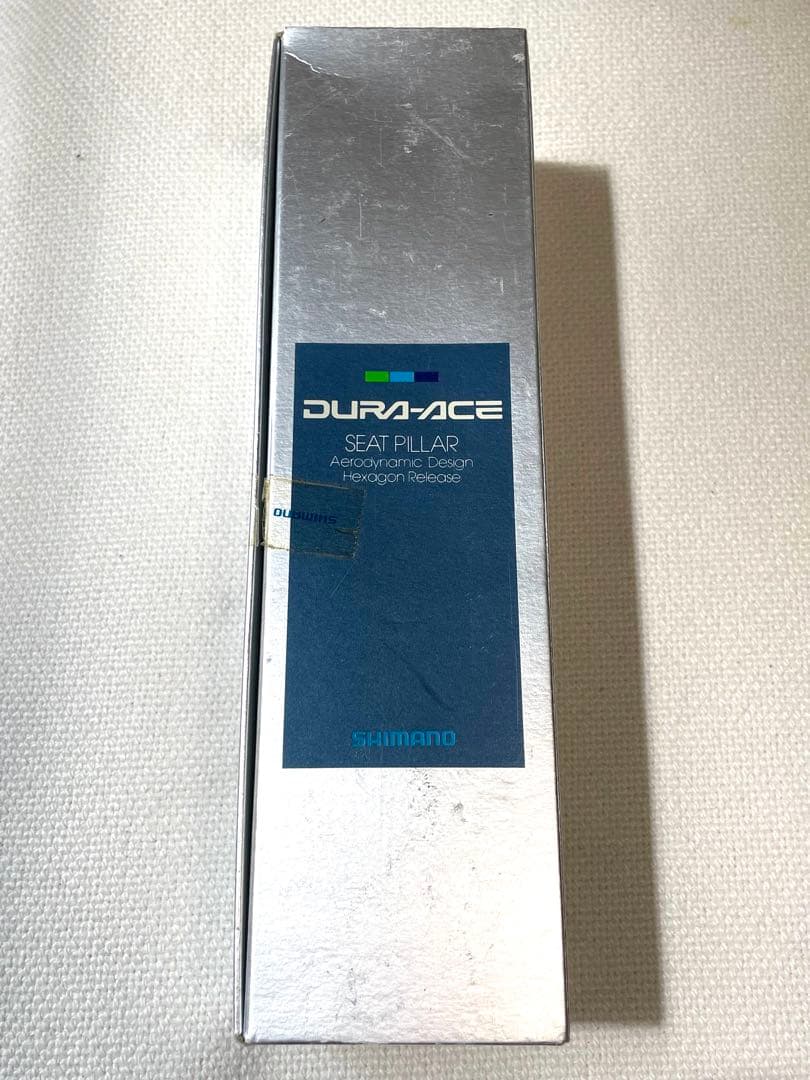 DURA-ACE
SEAT PILLAR
Aerodynamic Design
Hexagon Release
SHIMANO
SHIMANO